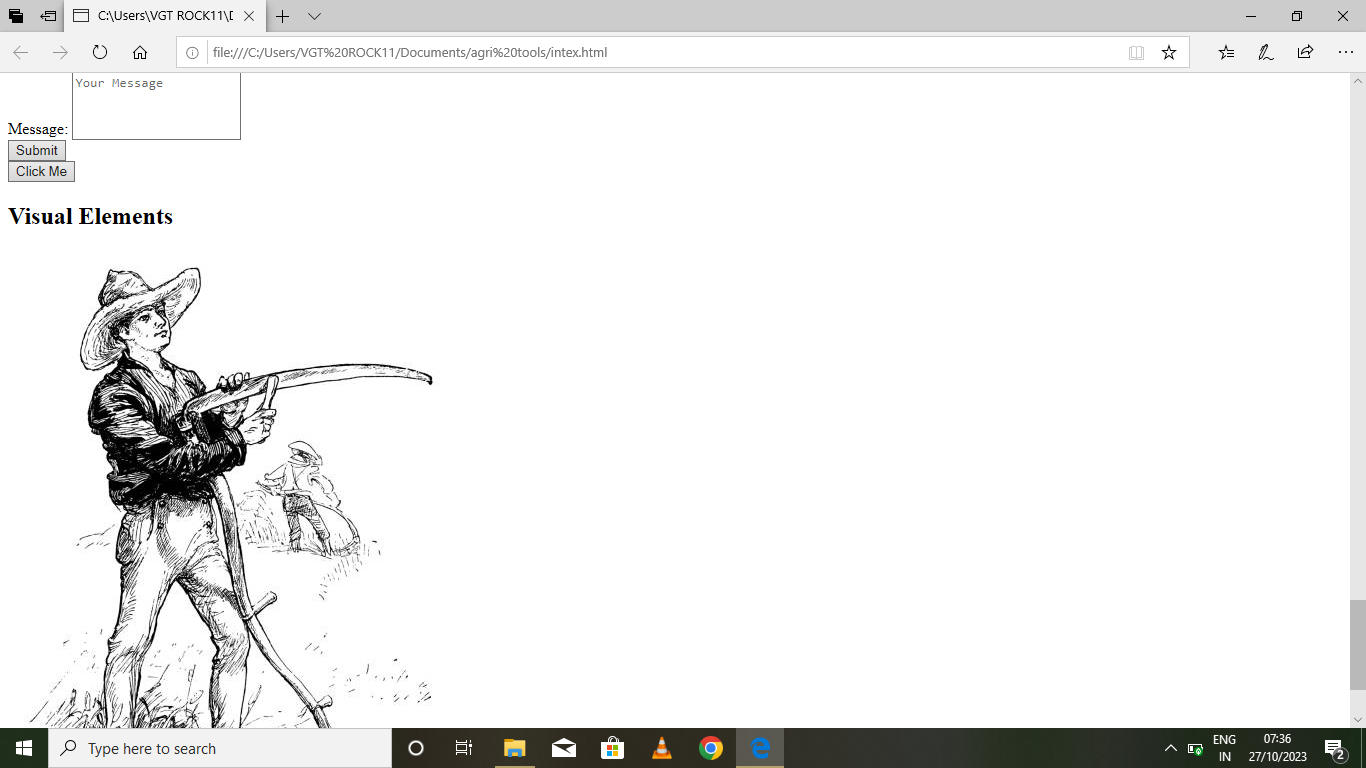 C:\Users\VGT ROCK11\D
file:///C:/Users/VGT%20ROCK11/Documents/agri%20tools/intex.html
Your Message
Message:
Submit
Click Me
Visual Elements
Type here to search
ENG
IN
07:36
27/10/2023
2